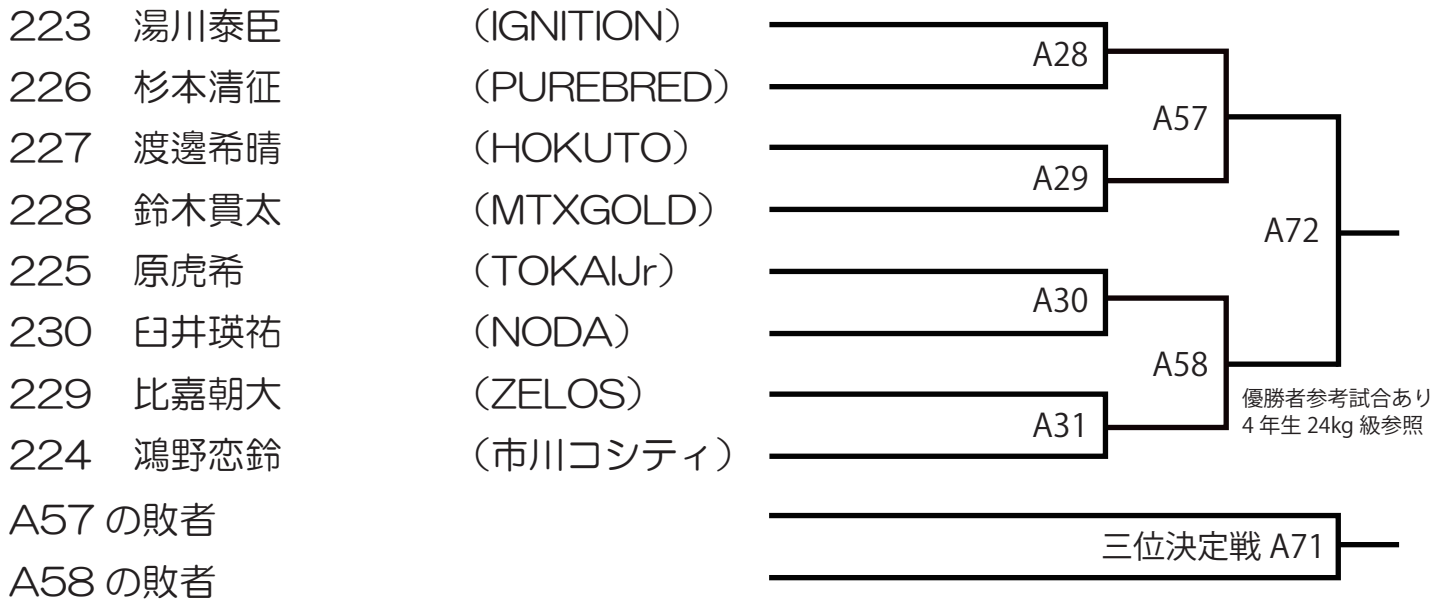 223 湯川泰臣 （IGNITION）
A28
226 杉本清征 （PUREBRED）
A57
227 渡邊希晴 （HOKUTO）
A29
228 鈴木貫太 （MTXGOLD）
A72
225 原虎希 （TOKAIJr）
A30
230 臼井瑛祐 （NODA）
A58
229 比嘉朝大 （ZELOS）
優勝者参考試合あり
4 年生 24kg 級参照
A31
224 鴻野恋鈴 （市川コシティ）
A57 の敗者
三位決定戦 A71
A58 の敗者